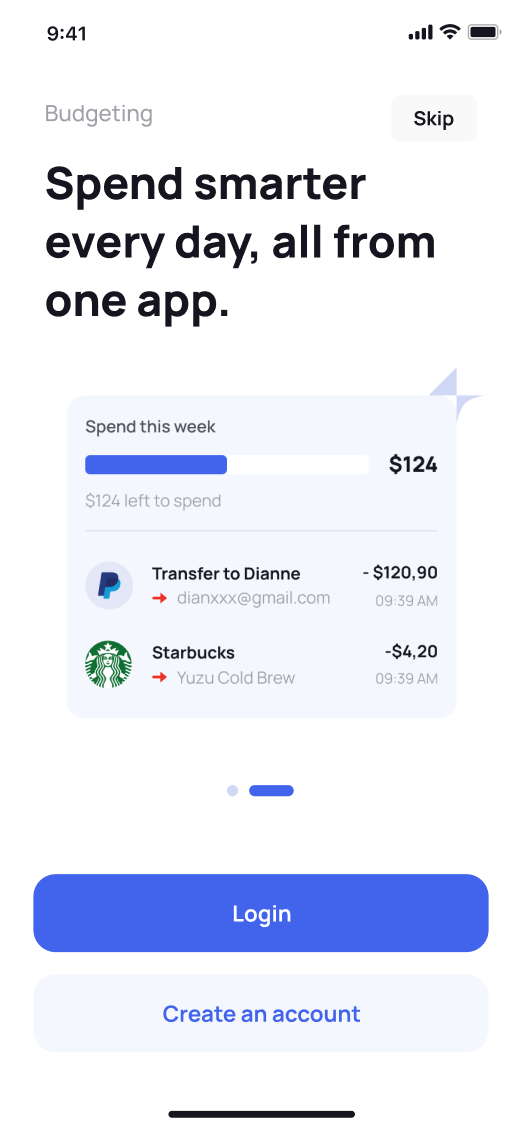 9:41
Budgeting
Skip
Spend smarter
every day, all from
one app.
Spend this week
$124
$124 left to spend
Transfer to Dianne
- $120,90
dianxxx@gmail.com
09:39 AM
Starbucks
-$4,20
Yuzu Cold Brew
09:39 AM
Login
Create an account